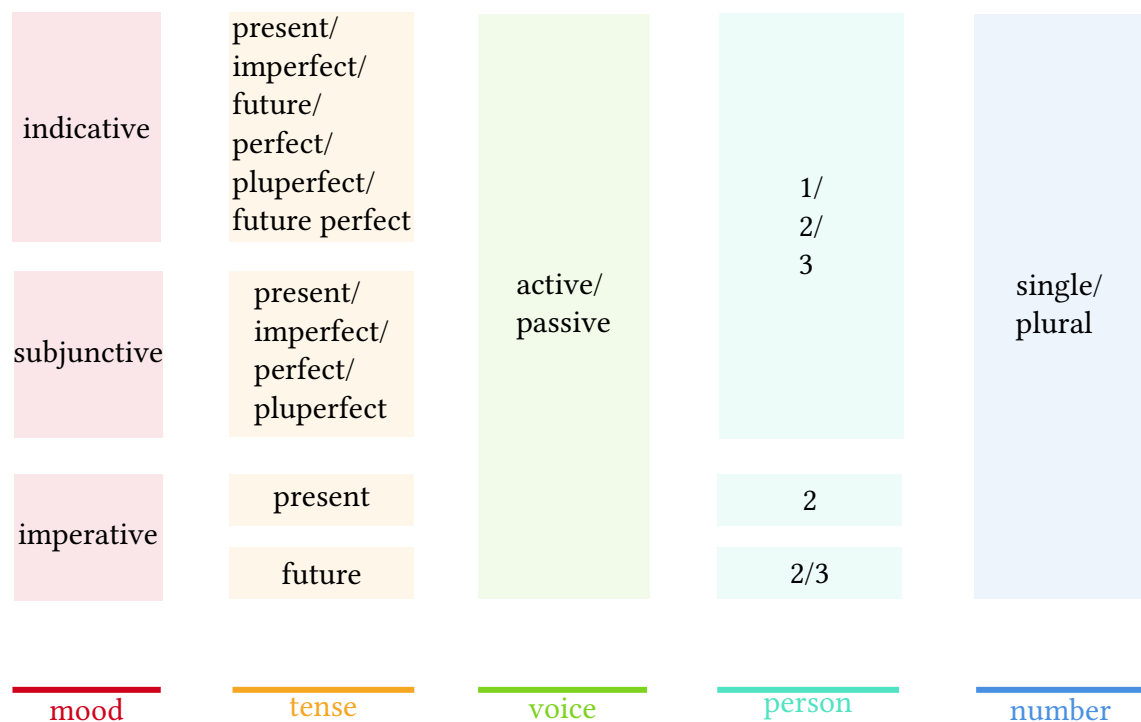 indicative
present/
imperfect/
future/
perfect/
pluperfect/
future perfect
subjunctive
present/
imperfect/
perfect/
pluperfect
imperative
present
future
active/
passive
1/
2/
3
2
2/3
single/
plural
mood
tense
voice
person
number